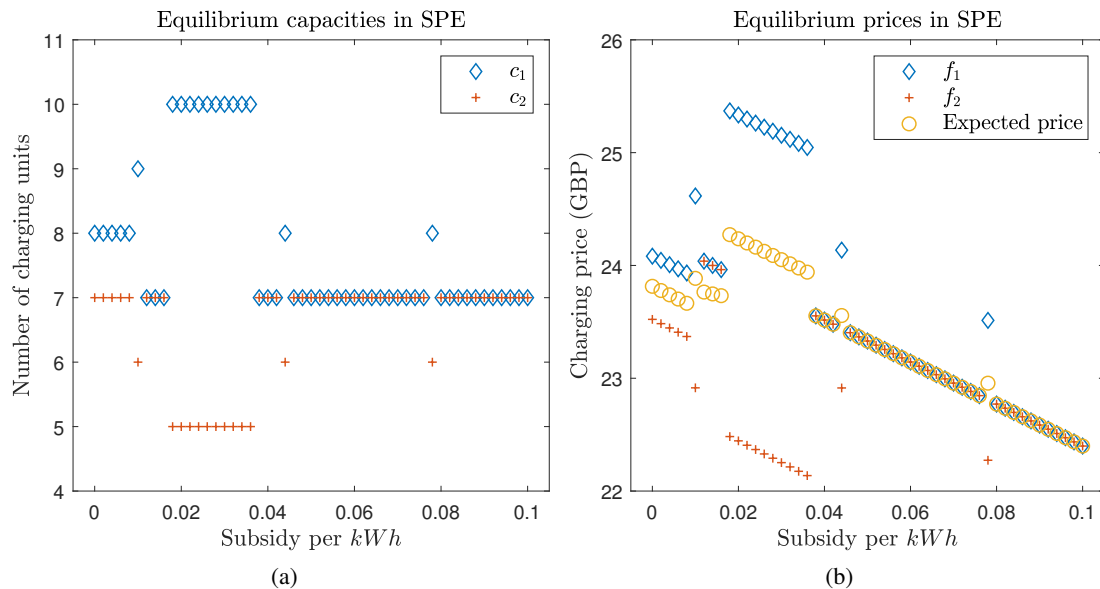 Equilibrium capacities in SPE
11
10
9
8
7
6
5
4
Number of charging units
c₁
c₂
0
0.02
0.04
0.06
0.08
0.1
Subsidy per kWh
(a)
Equilibrium prices in SPE
26
25
24
23
22
Charging price (GBP)
f₁
f₂
Expected price
0
0.02
0.04
0.06
0.08
0.1
Subsidy per kWh
(b)